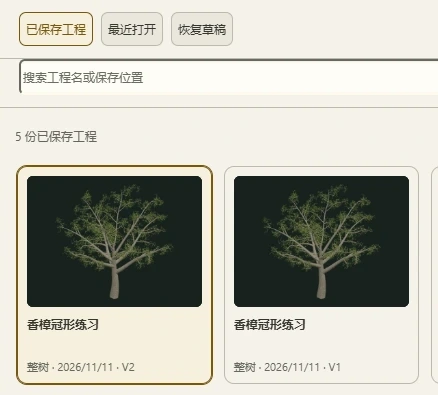 已保存工程 最近打开 恢复草稿
搜索工程名或保存位置
5 份已保存工程
香樟冠形练习 香樟冠形练习
整树 · 2026/11/11 · V2 整树 · 2026/11/11 · V1